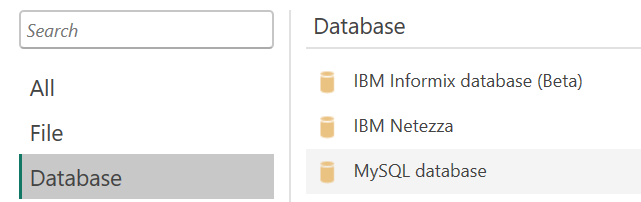 Search
All
File
Database
Database
IBM Informix database (Beta)
IBM Netezza
MySQL database